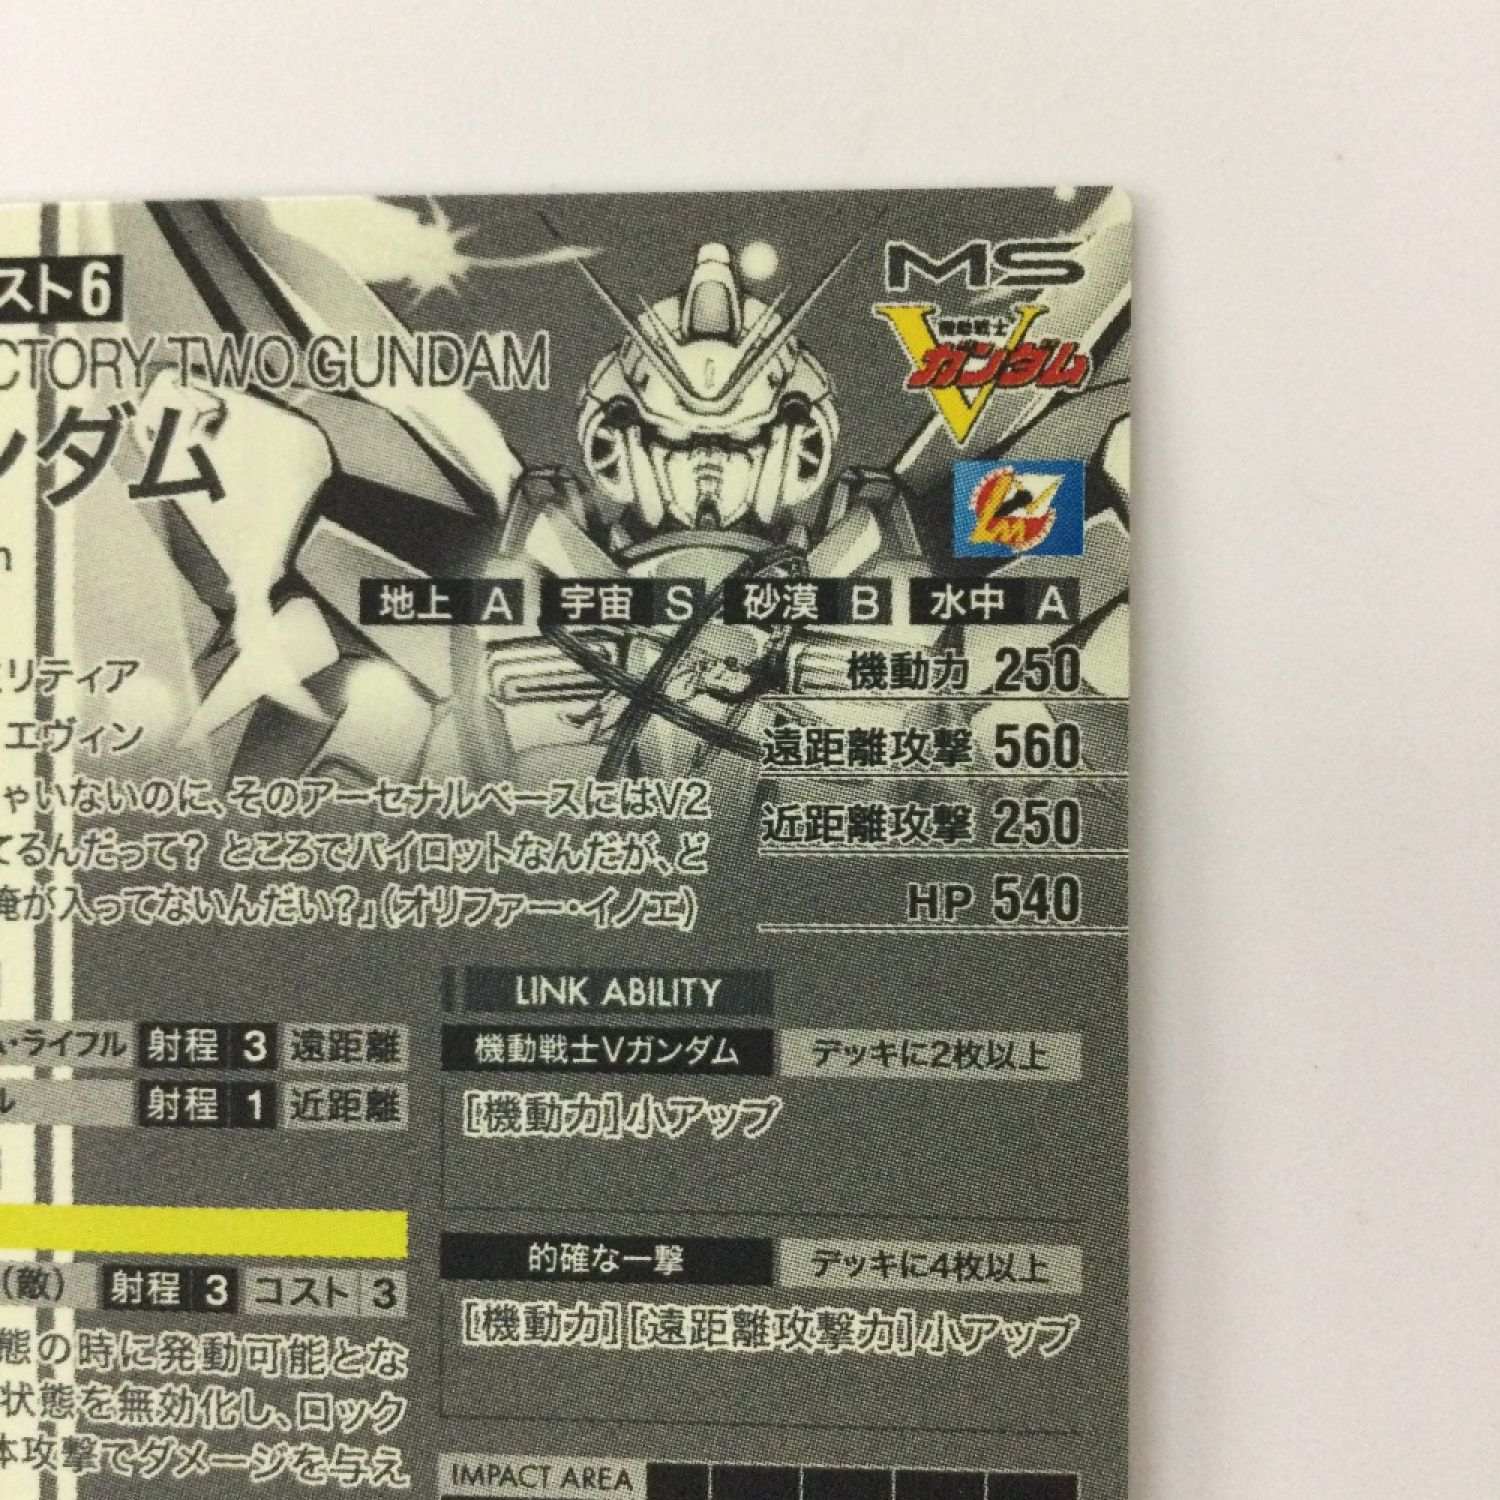 スト6
MS
機動戦士
Vガンダム
CTORY TWO GUNDAM
ンダム
LM
地上 A 宇宙 S 砂漠 B 水中 A
機動力 250
遠距離攻撃 560
近距離攻撃 250
HP 540
リティア
エヴィン
ゃいないのに、そのアーセナルベースにはV2
てるんだって? ところでパイロットなんだが、ど
俺が入ってないんだい?」(オリファー・イノエ)
LINK ABILITY
機動戦士Vガンダム デッキに2枚以上
[機動力]小アップ
的確な一撃 デッキに4枚以上
[機動力][遠距離攻撃力]小アップ
IMPACT AREA
ム・ライフル 射程 3 遠距離
ル 射程 1 近距離
(敵) 射程 3 コスト 3
態の時に発動可能とな
状態を無効化し、ロック
体攻撃でダメージを与え